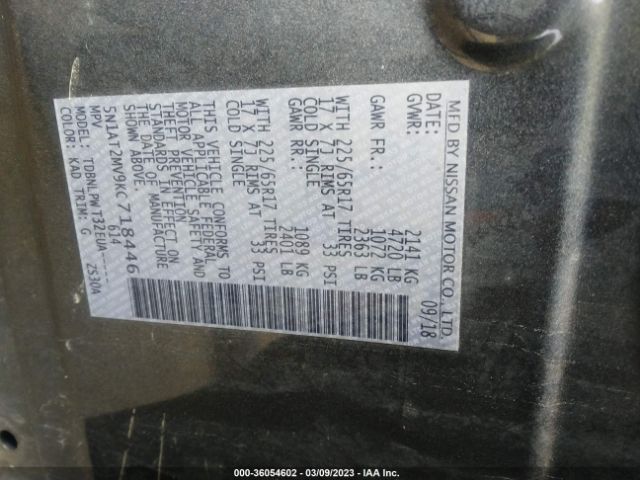 MFD BY NISSAN MOTOR CO., LTD.
DATE: 09/18
GVWR: 2141 KG
4720 LB
GAWR FR.: 1072 KG
2363 LB
WITH 225/65R17 TIRES
17 X 7J RIMS AT 33 PSI
COLD SINGLE
GAWR RR.: 1089 KG
2401 LB
WITH 225/65R17 TIRES
17 X 7J RIMS AT 33 PSI
COLD SINGLE
THIS VEHICLE CONFORMS TO
ALL APPLICABLE FEDERAL
MOTOR VEHICLE SAFETY AND
THEFT PREVENTION
STANDARDS IN EFFECT ON
THE DATE OF MANUFACTURE
SHOWN ABOVE.
5N1AT2MV9KC718446
MPV 614
MODEL: TDBNLPWT32EUA-----
COLOR: KAD TRIM: G ZS30A
000-36054602 — 03/09/2023 — IAA Inc.